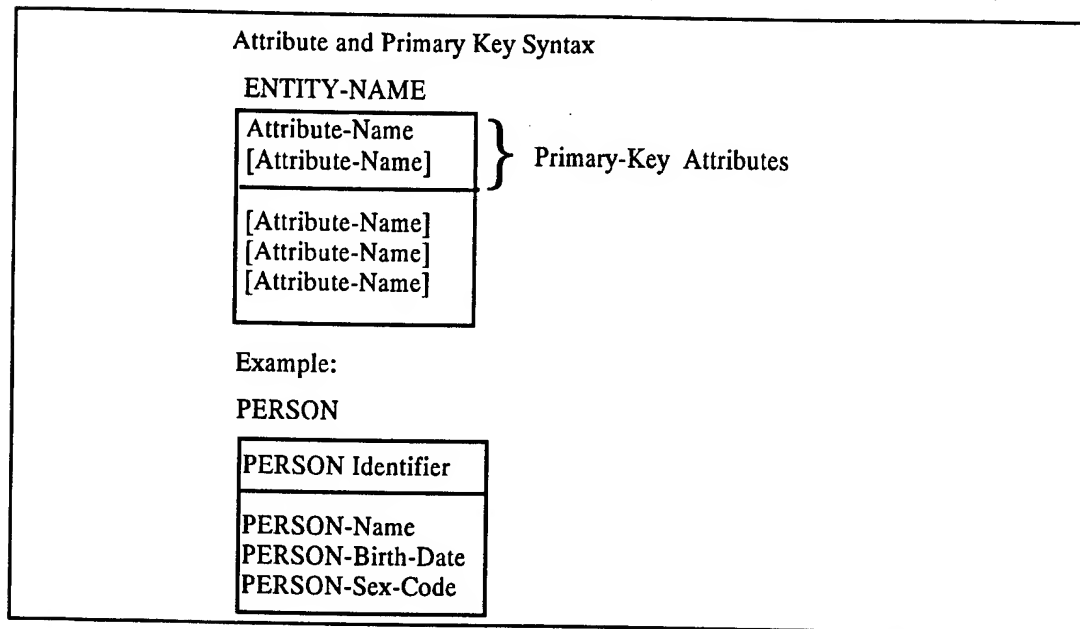 Attribute and Primary Key Syntax
ENTITY-NAME
Attribute-Name
[Attribute-Name]
Primary-Key Attributes
[Attribute-Name]
[Attribute-Name]
[Attribute-Name]
Example:
PERSON
PERSON Identifier
PERSON-Name
PERSON-Birth-Date
PERSON-Sex-Code